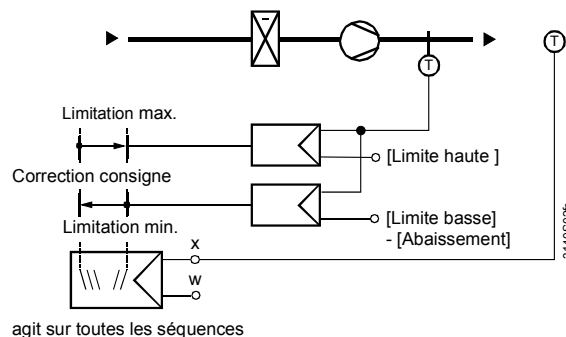 T
T
Limitation max.
[Limite haute ]
Correction consigne
[Limite basse]
- [Abaissement]
Limitation min.
x
w
agit sur toutes les séquences